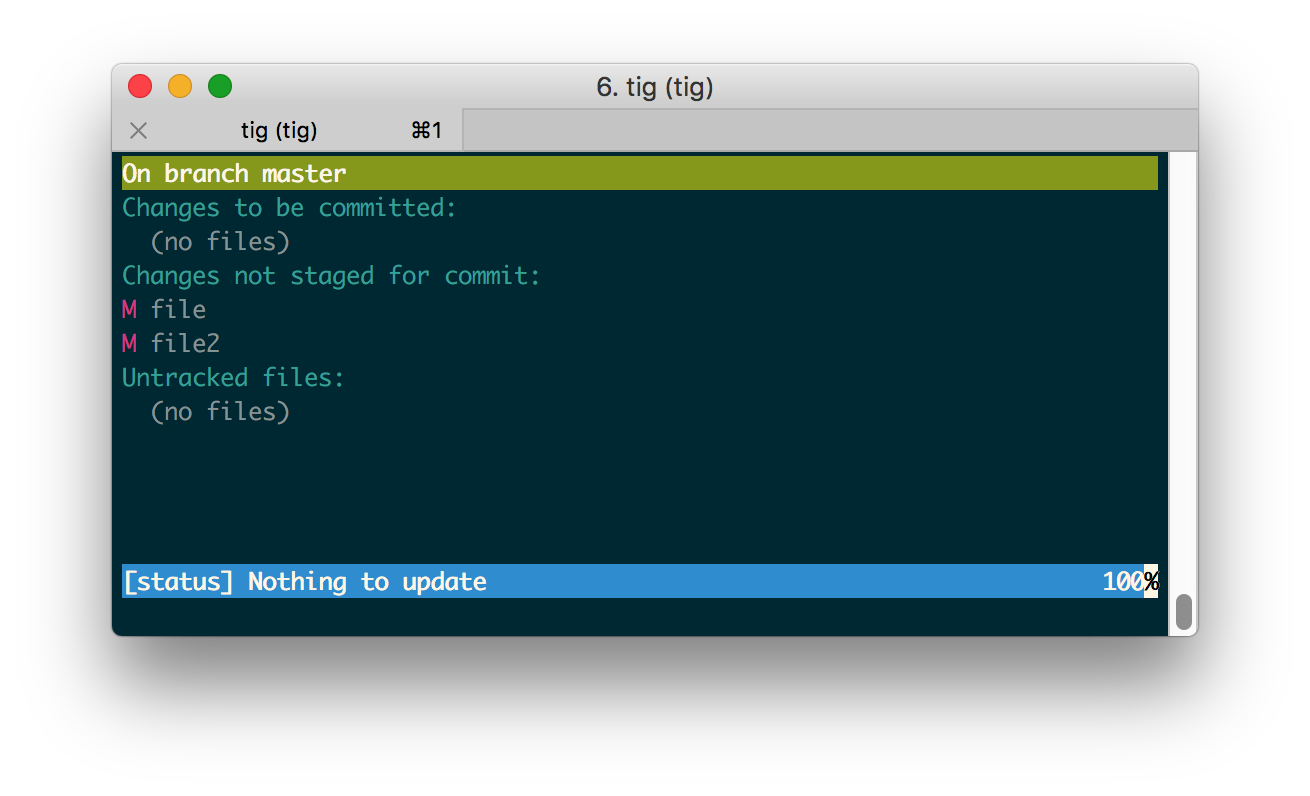 6. tig (tig)
tig (tig) ⌘1
On branch master
Changes to be committed:
  (no files)
Changes not staged for commit:
M file
M file2
Untracked files:
  (no files)
[status] Nothing to update 100%